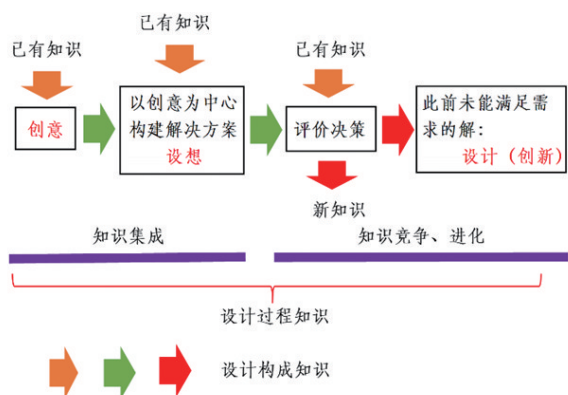 已有知识
已有知识
已有知识
创意
以创意为中心
构建解决方案
设想
评价决策
此前未能满足需
求的解：
设计（创新）
新知识
知识集成
知识竞争、进化
设计过程知识
设计构成知识